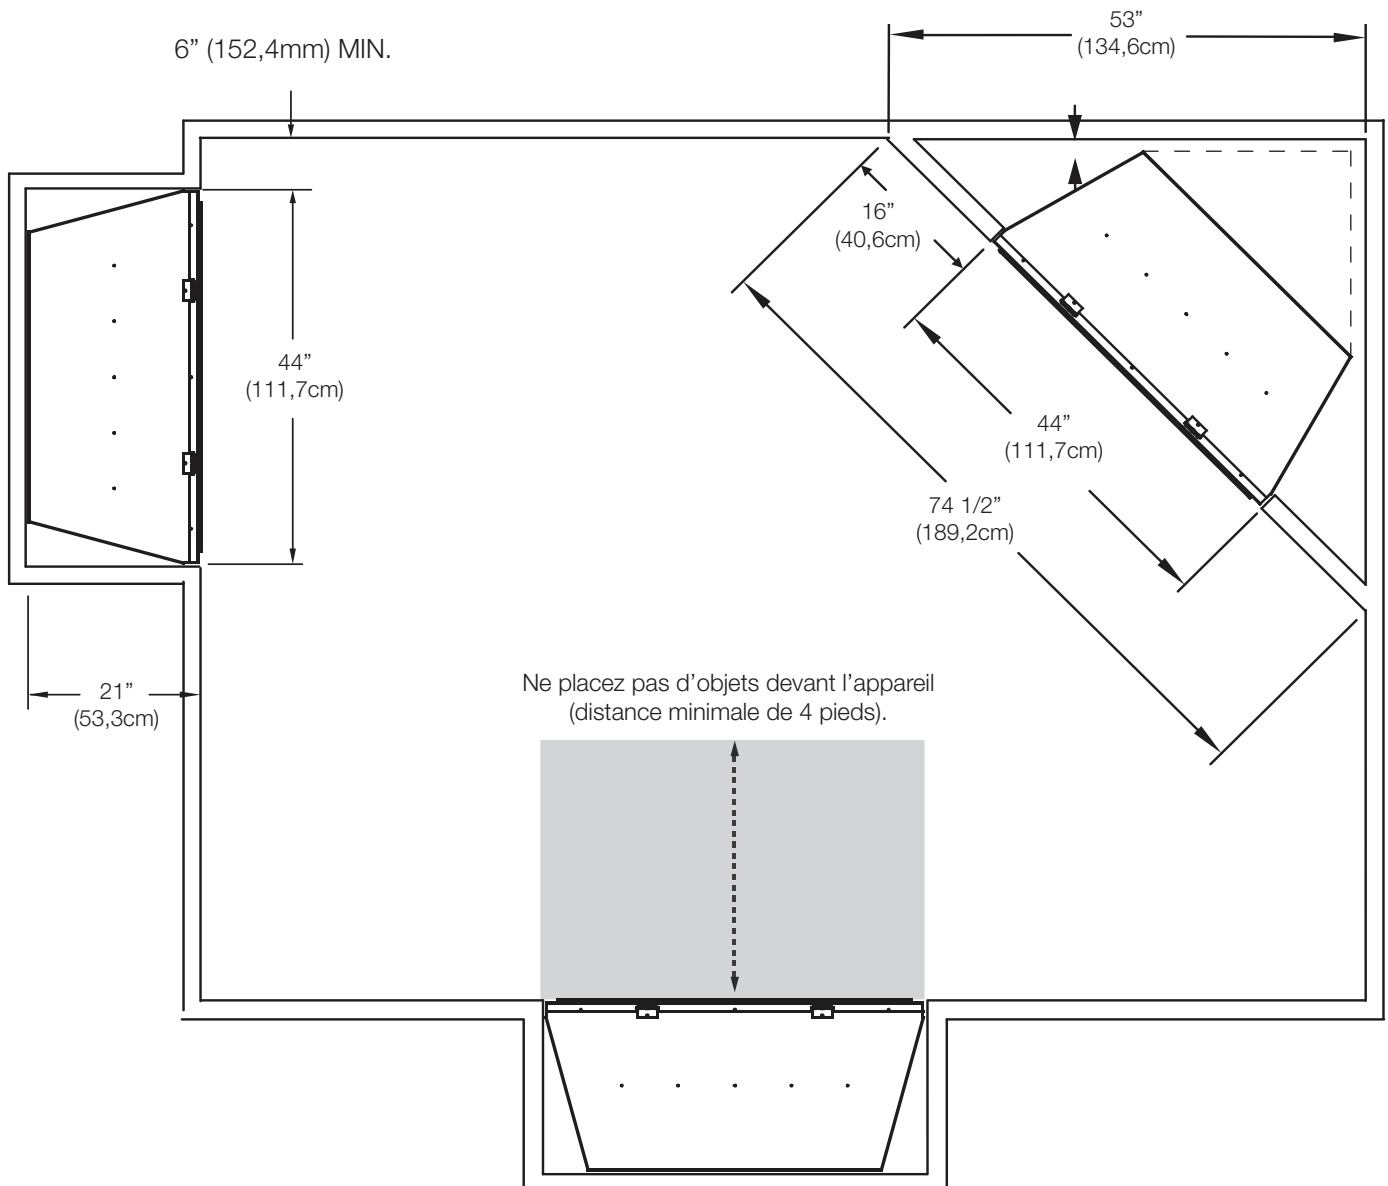 53”
(134,6cm)
6” (152,4mm) MIN.
16”
(40,6cm)
44”
(111,7cm)
44”
(111,7cm)
74 1/2”
(189,2cm)
21”
(53,3cm)
Ne placez pas d’objets devant l’appareil
(distance minimale de 4 pieds).